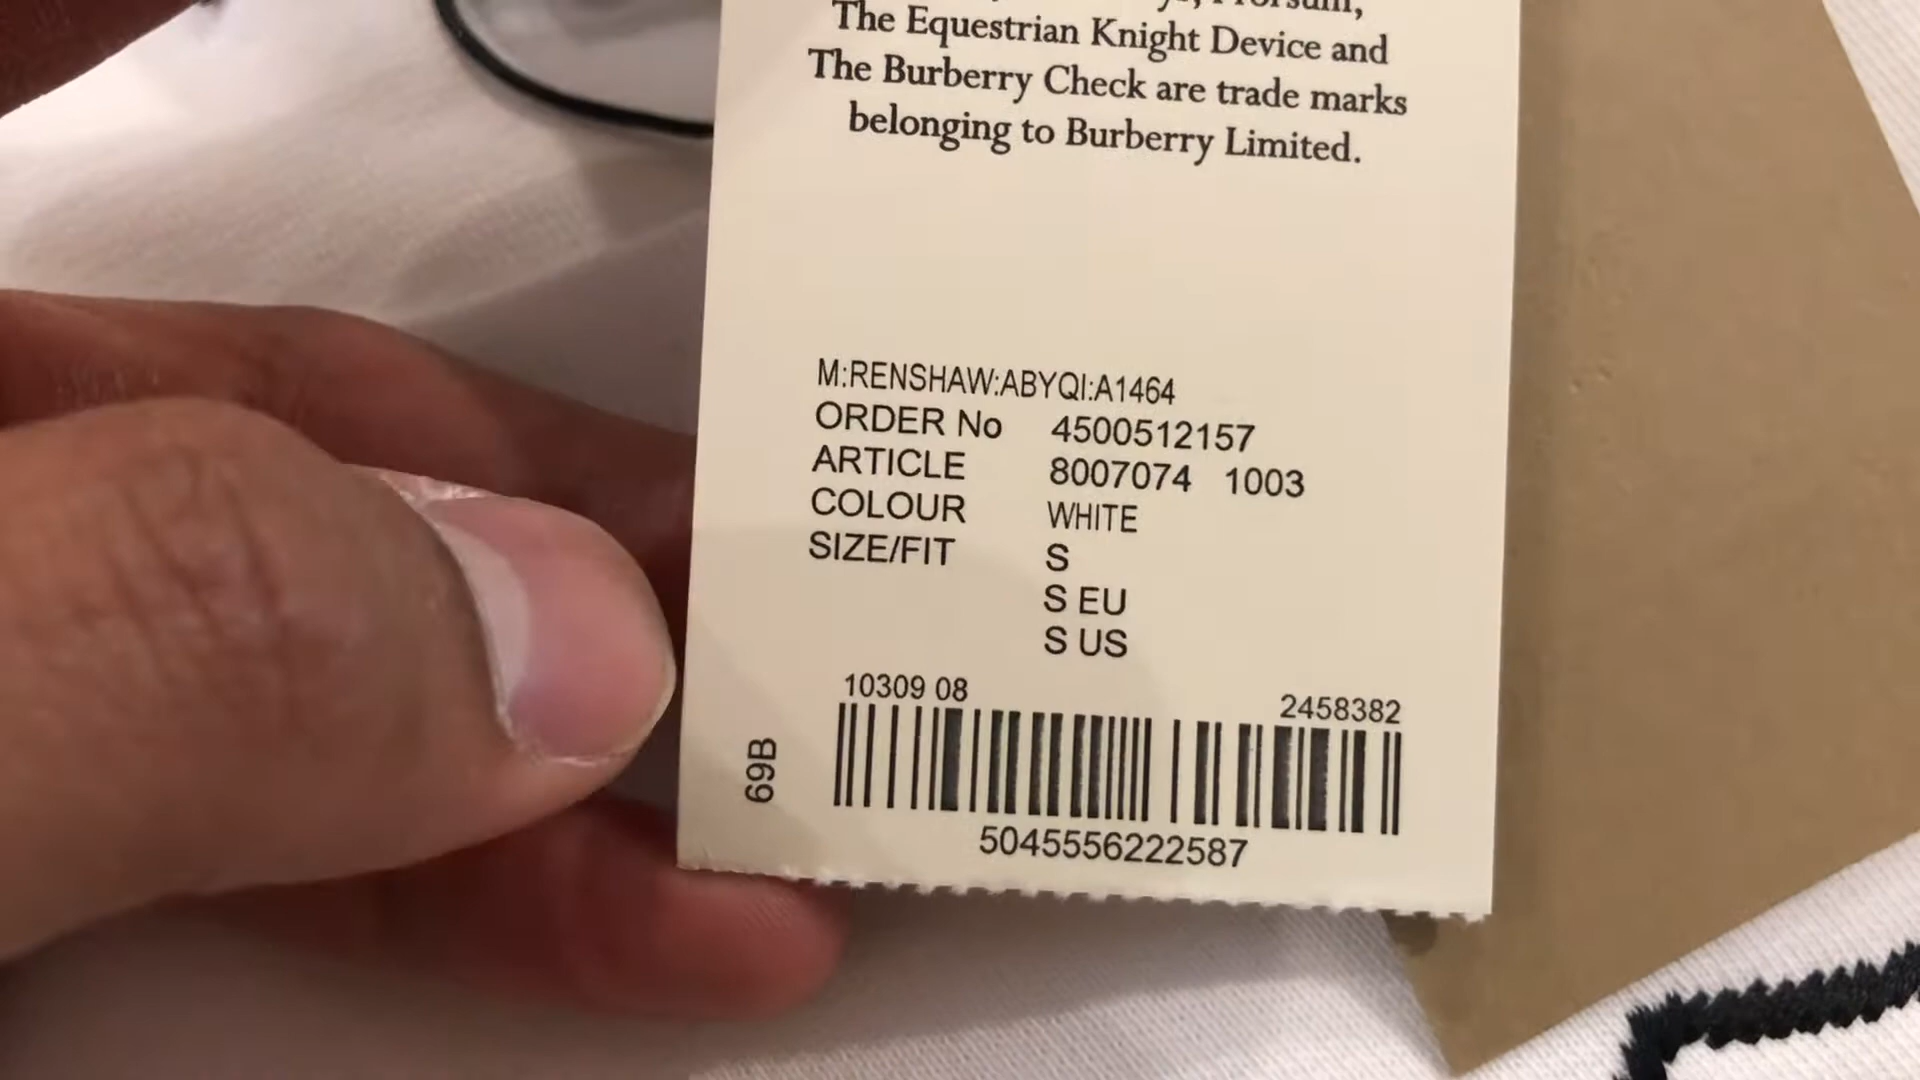 The Equestrian Knight Device and
The Burberry Check are trade marks
belonging to Burberry Limited.
M:RENSHAW:ABYQI:A1464
ORDER No 4500512157
ARTICLE 8007074 1003
COLOUR WHITE
SIZE/FIT S
S EU
S US
10309 08 2458382
69B
5045556222587